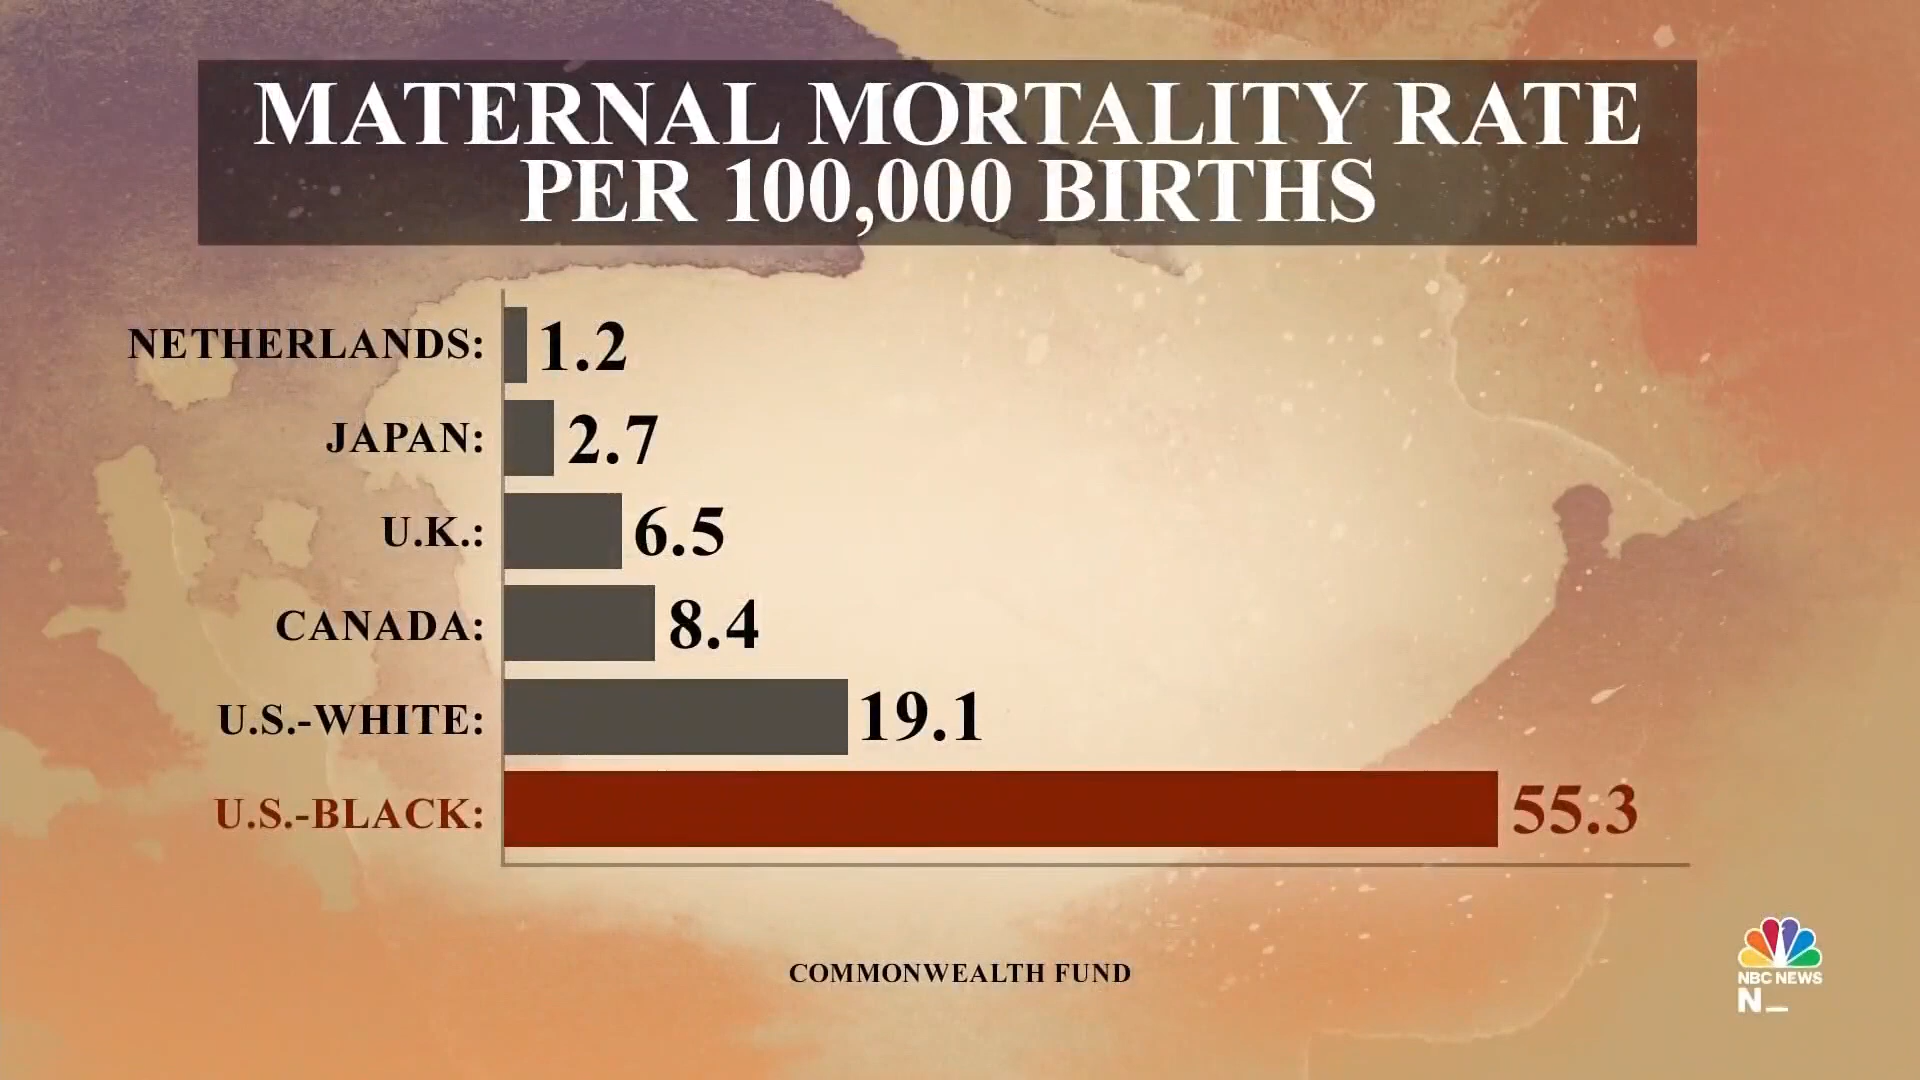 MATERNAL MORTALITY RATE
PER 100,000 BIRTHS
NETHERLANDS: 1.2
JAPAN: 2.7
U.K.: 6.5
CANADA: 8.4
U.S.-WHITE: 19.1
U.S.-BLACK: 55.3
COMMONWEALTH FUND
NBC NEWS
N_